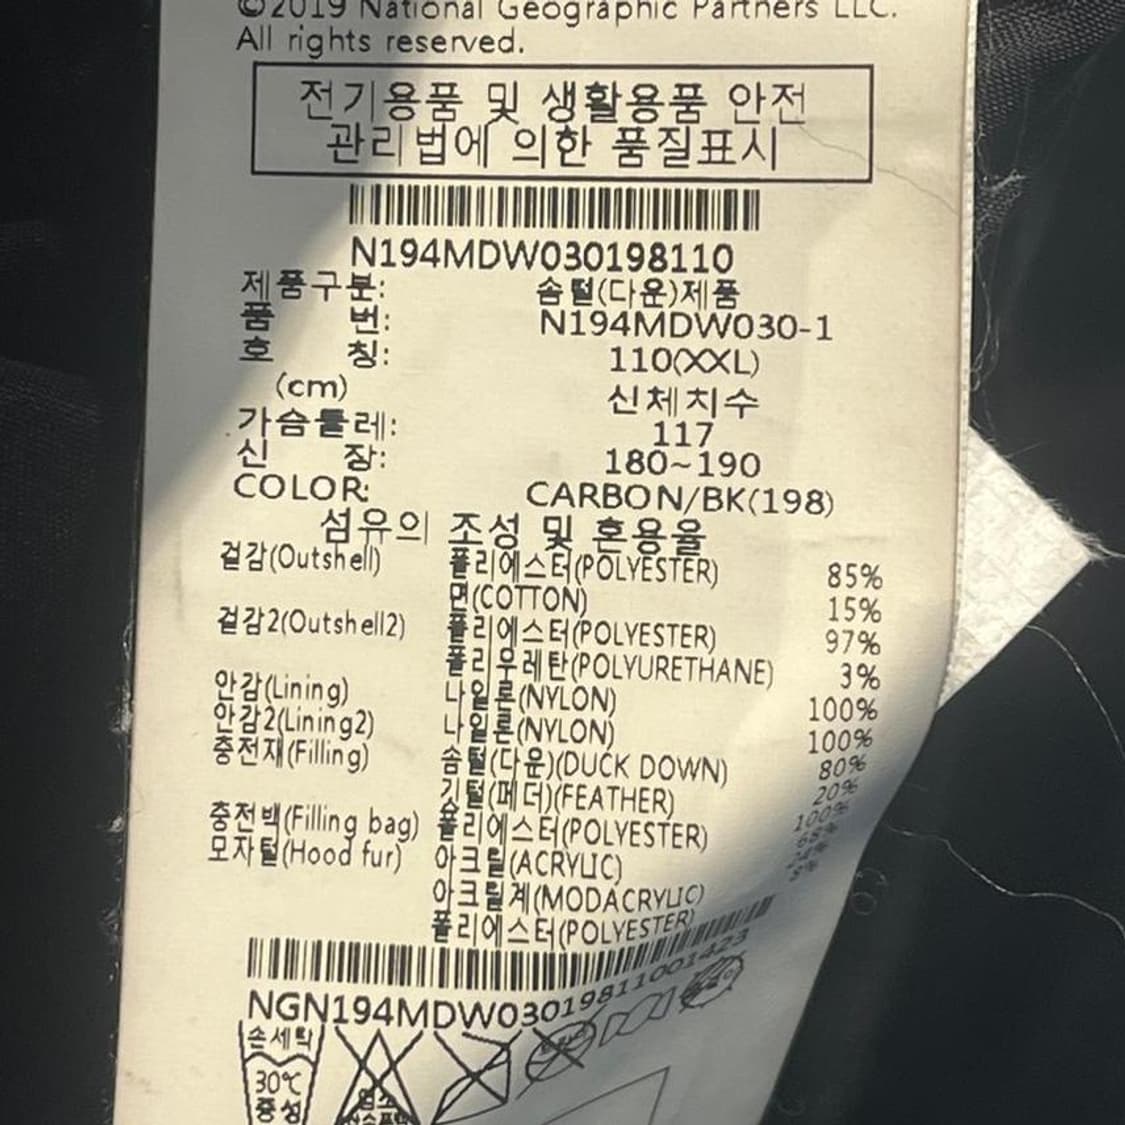 ©2019 National Geographic Partners LLC.
All rights reserved.
전기용품 및 생활용품 안전
관리법에 의한 품질표시
N194MDW030198110
제품구분: 솜털(다운)제품
품 번: N194MDW030-1
호 칭: 110(XXL)
(cm) 신체치수
가슴둘레: 117
신 장: 180~190
COLOR: CARBON/BK(198)
섬유의 조성 및 혼용율
겉감(Outshell) 폴리에스터(POLYESTER) 85%
면(COTTON) 15%
겉감2(Outshell2) 폴리에스터(POLYESTER) 97%
폴리우레탄(POLYURETHANE) 3%
안감(Lining) 나일론(NYLON) 100%
안감2(Lining2) 나일론(NYLON) 100%
충전재(Filling) 솜털(다운)(DUCK DOWN) 80%
깃털(페더)(FEATHER) 20%
충전백(Filling bag) 폴리에스터(POLYESTER) 100%
모자털(Hood fur) 아크릴(ACRYLIC) 68%
아크릴계(MODACRYLIC) 24%
폴리에스터(POLYESTER) 8%
NGN194MDW03019811001423
손세탁
30℃
중성
염소